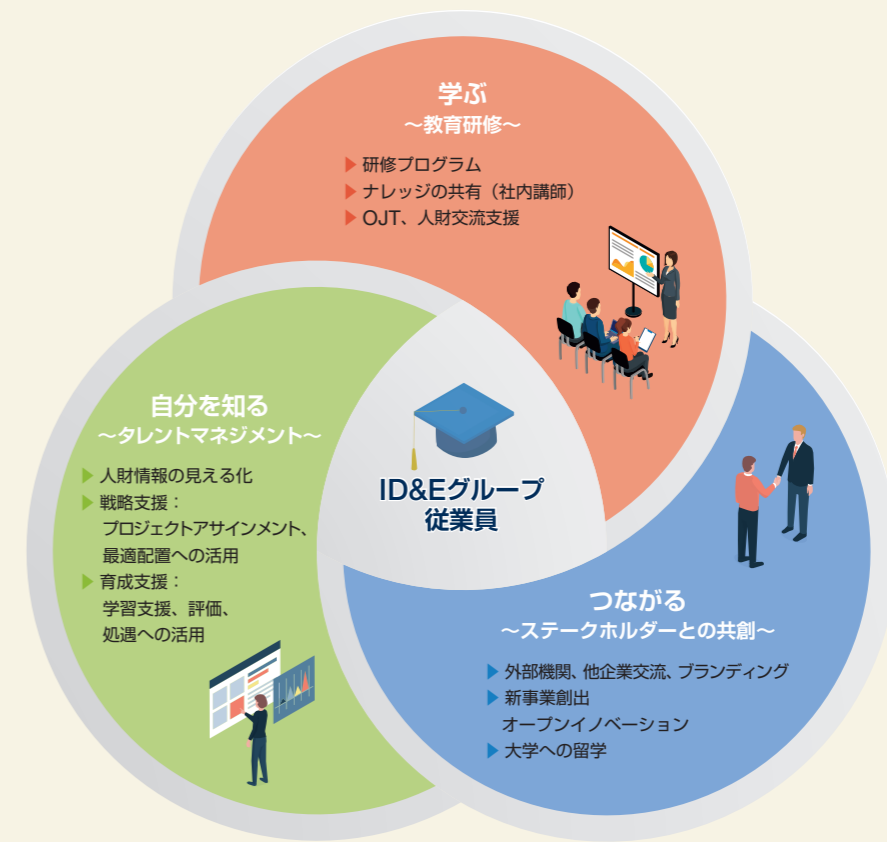 学ぶ
～教育研修～
▶ 研修プログラム
▶ ナレッジの共有（社内講師）
▶ OJT、人財交流支援
自分を知る
～タレントマネジメント～
▶ 人財情報の見える化
▶ 戦略支援：
プロジェクトアサインメント、
最適配置への活用
▶ 育成支援：
学習支援、評価、
処遇への活用
ID&Eグループ
従業員
つながる
～ステークホルダーとの共創～
▶ 外部機関、他企業交流、ブランディング
▶ 新事業創出
オープンイノベーション
▶ 大学への留学